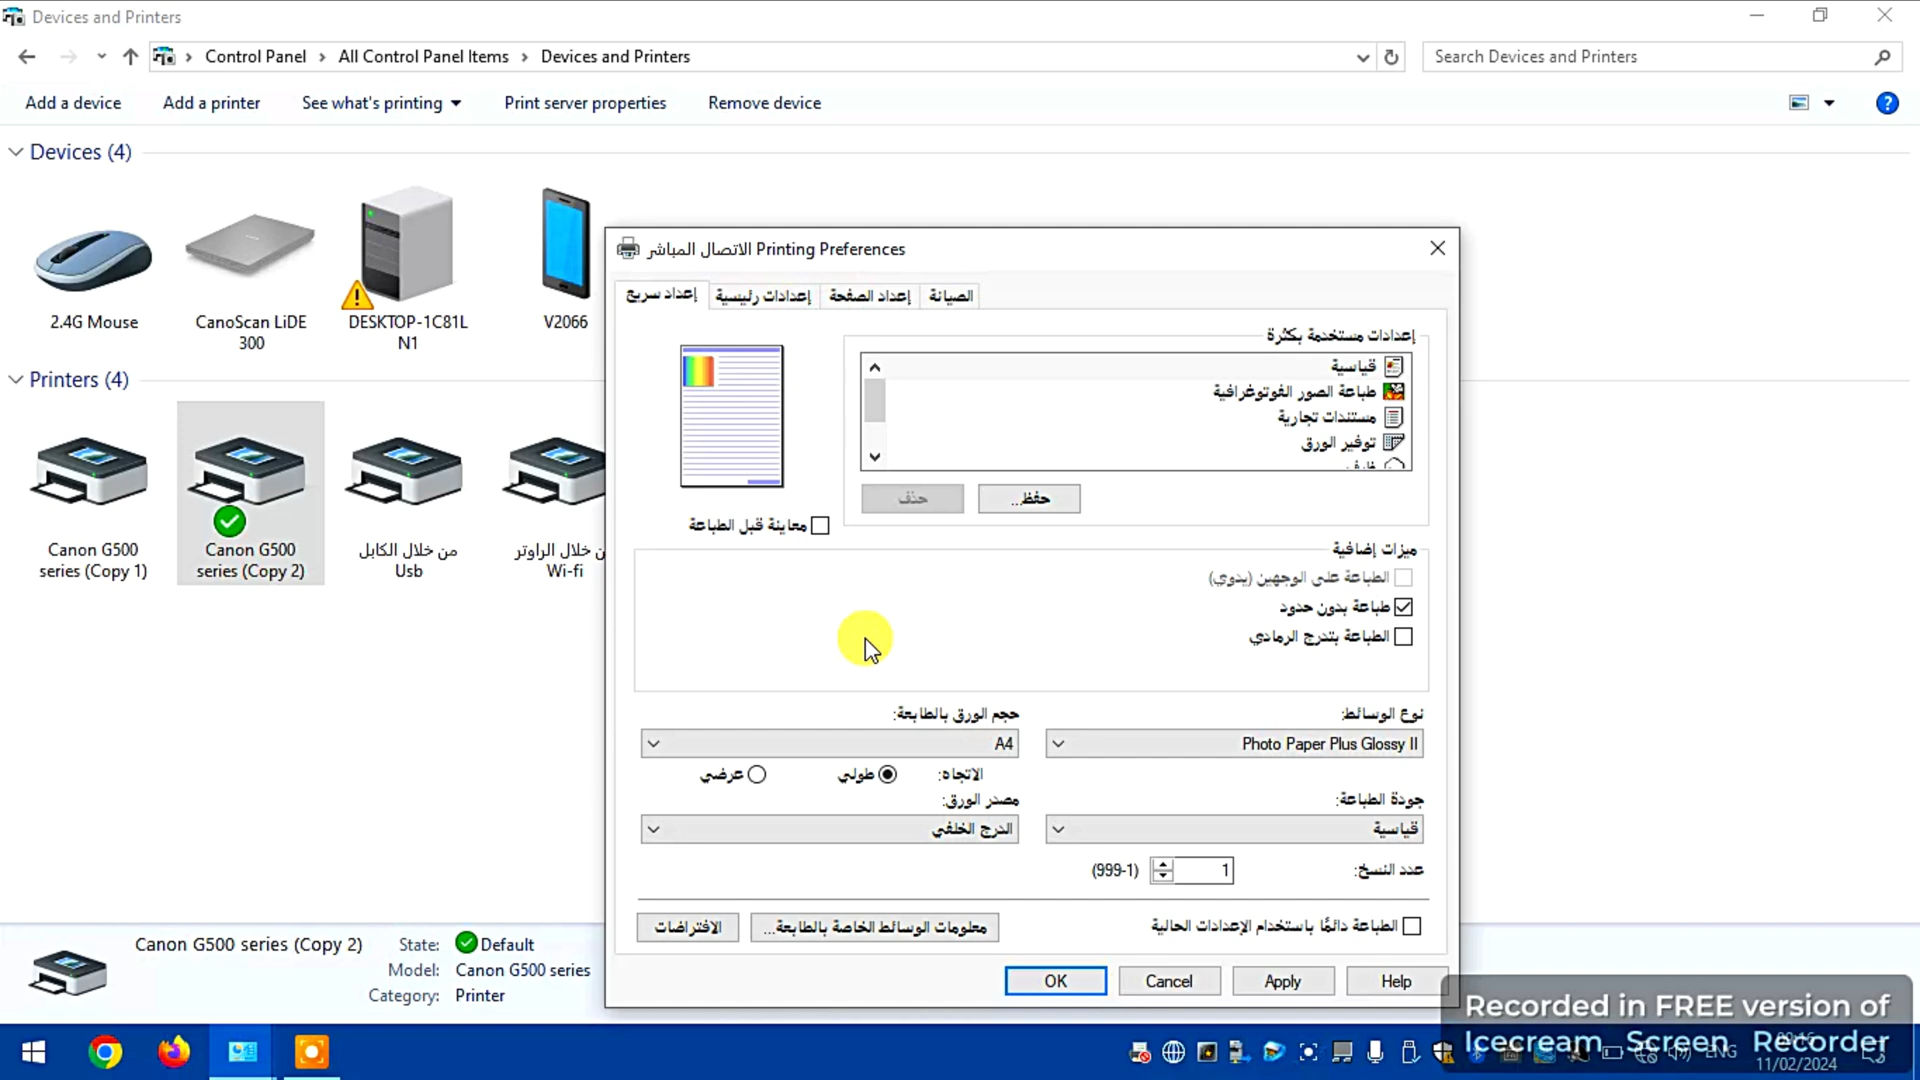 Devices and Printers
Control Panel › All Control Panel Items › Devices and Printers
Search Devices and Printers
Add a device
Add a printer
See what's printing
Print server properties
Remove device
Devices (4)
2.4G Mouse
CanoScan LiDE
300
DESKTOP-1C81L
N1
V2066
Printers (4)
Canon G500
series (Copy 1)
Canon G500
series (Copy 2)
من خلال الكابل
Usb
ن خلال الراوتر
Wi-fi
الاتصال المباشر Printing Preferences
إعداد سريع
إعدادات رئيسية
إعداد الصفحة
الصيانة
إعدادات مستخدمة بكثرة
قياسية
طباعة الصور الفوتوغرافية
مستندات تجارية
توفير الورق
حذف
حفظ...
معاينة قبل الطباعة
ميزات إضافية
الطباعة على الوجهين (يدوي)
طباعة بدون حدود
الطباعة بتدرج الرمادي
نوع الوسائط:
حجم الورق بالطابعة:
Photo Paper Plus Glossy II
A4
الاتجاه:
طولي
عرضي
جودة الطباعة:
مصدر الورق:
قياسية
الدرج الخلفي
عدد النسخ:
1
(1-999)
الطباعة دائمًا باستخدام الإعدادات الحالية
معلومات الوسائط الخاصة بالطابعة...
الافتراضات
OK
Cancel
Apply
Help
Canon G500 series (Copy 2)
State: Default
Model: Canon G500 series
Category: Printer
Recorded in FREE version of
Icecream Screen Recorder
ENG
11/02/2024